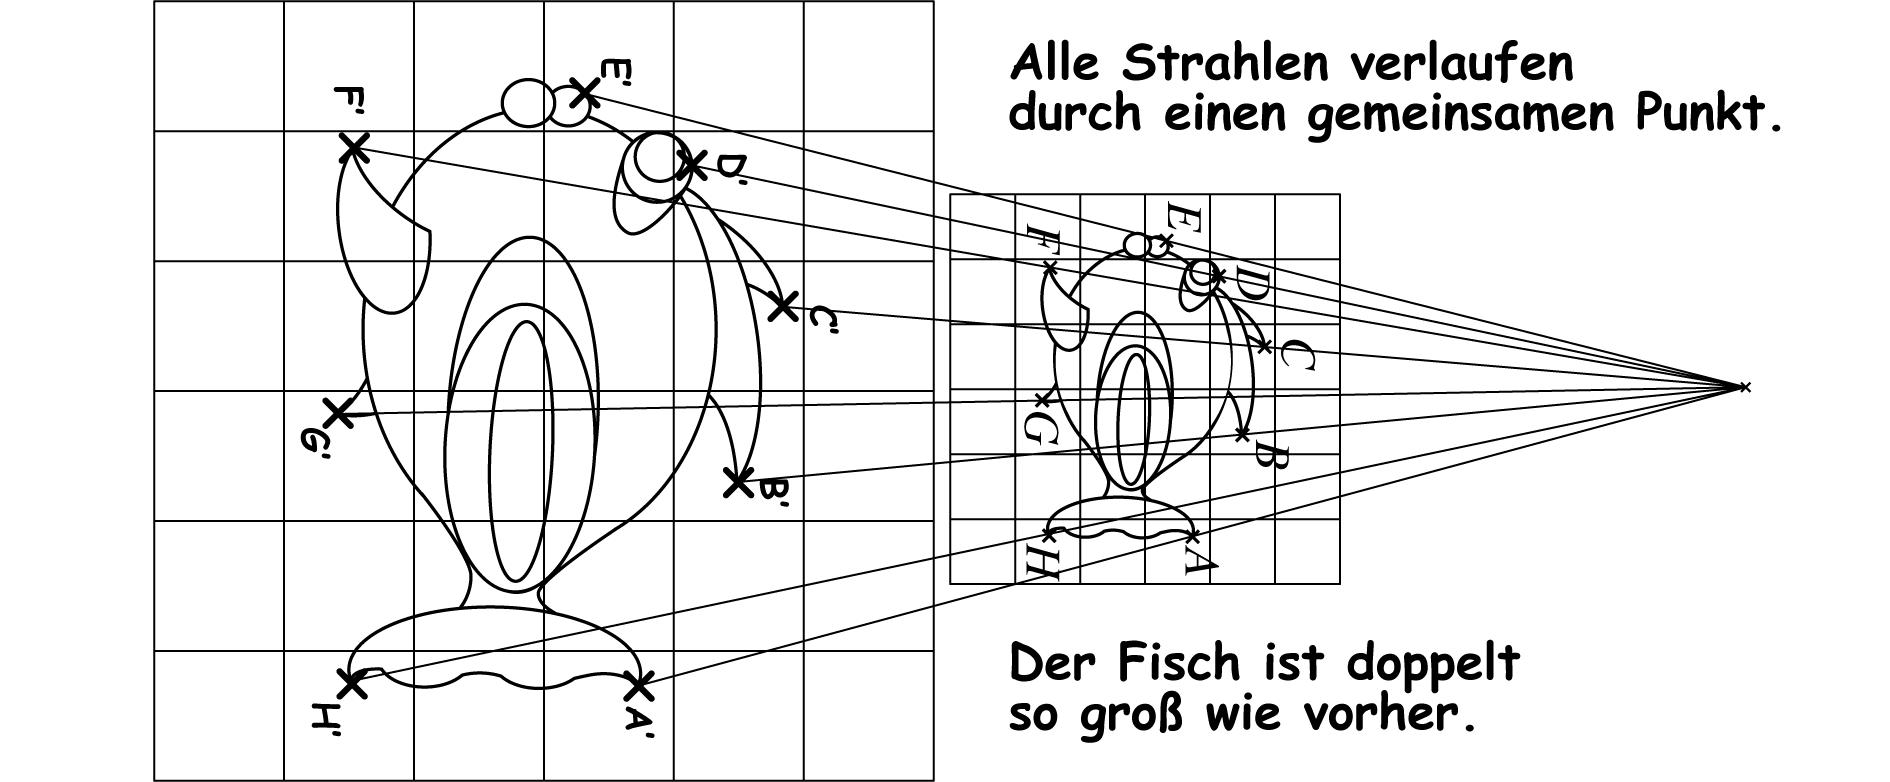 Alle Strahlen verlaufen
durch einen gemeinsamen Punkt.
E'
F'
D'
C'
G'
B'
H'
A'
E
F
D
C
G
B
H
A
Der Fisch ist doppelt
so groß wie vorher.